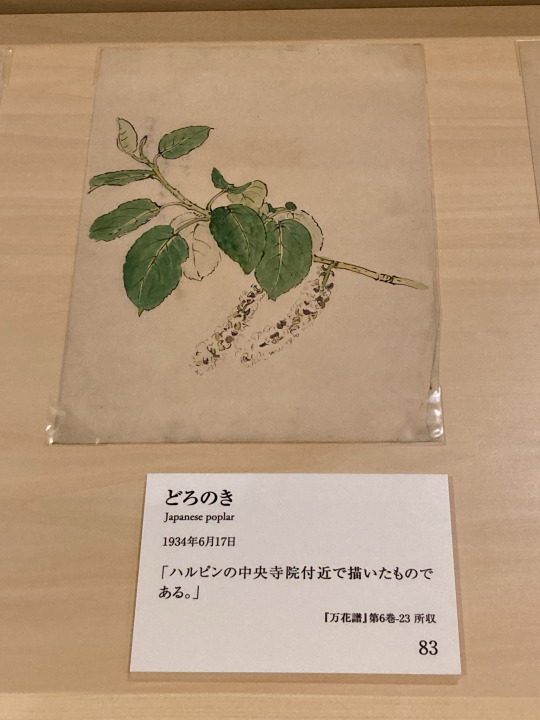 どろのき
Japanese poplar
1934年6月17日
「ハルビンの中央寺院付近で描いたもので
ある。」
『万花譜』第6巻-23 所収
83